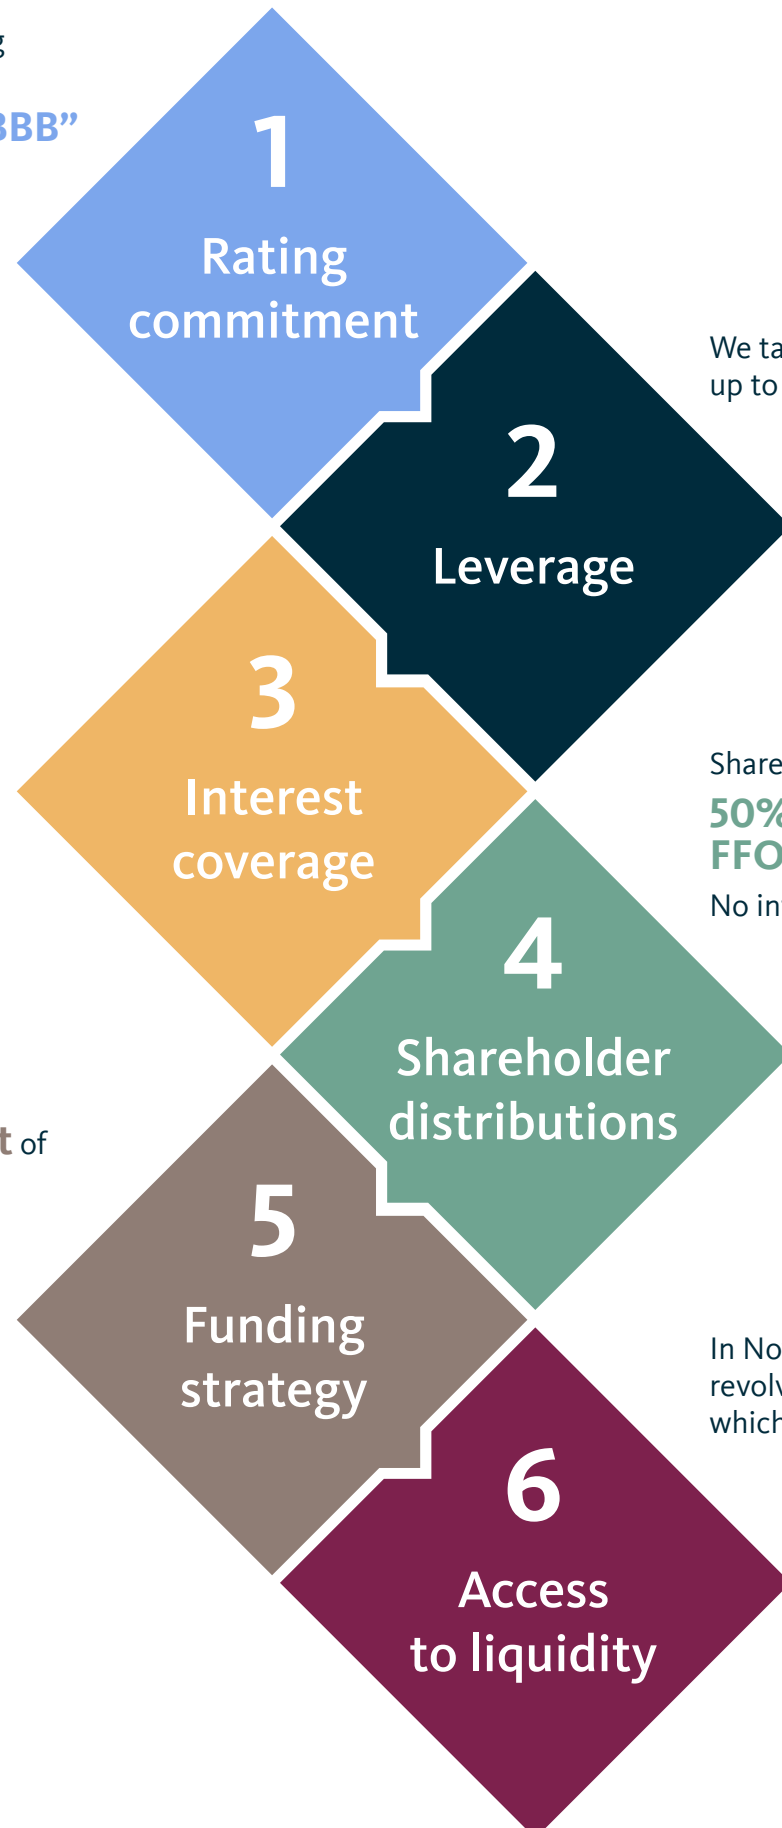 BBB”
1
Rating
commitment
We ta
up to
2
Leverage
3
Interest
coverage
Share
50%
FFO
No in
4
Shareholder
distributions
t of
5
Funding
strategy
In No
revolv
which
6
Access
to liquidity